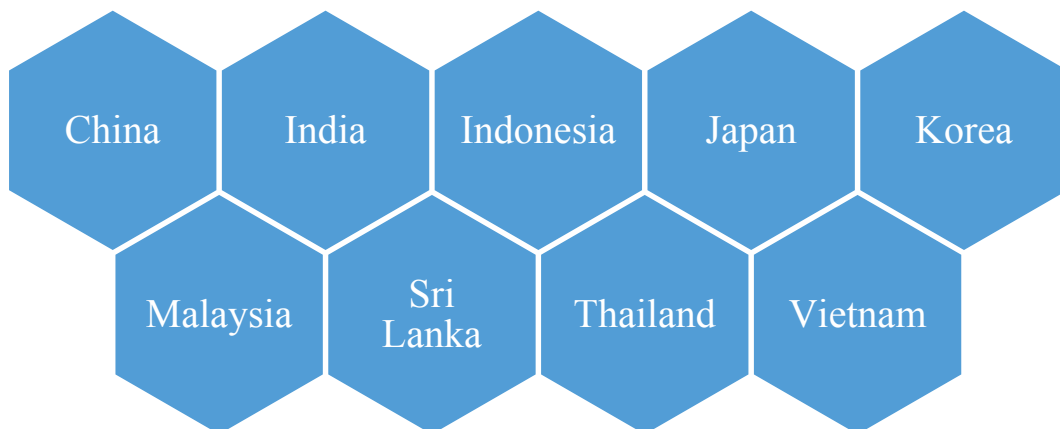 China
India
Indonesia
Japan
Korea
Malaysia
Sri
Lanka
Thailand
Vietnam